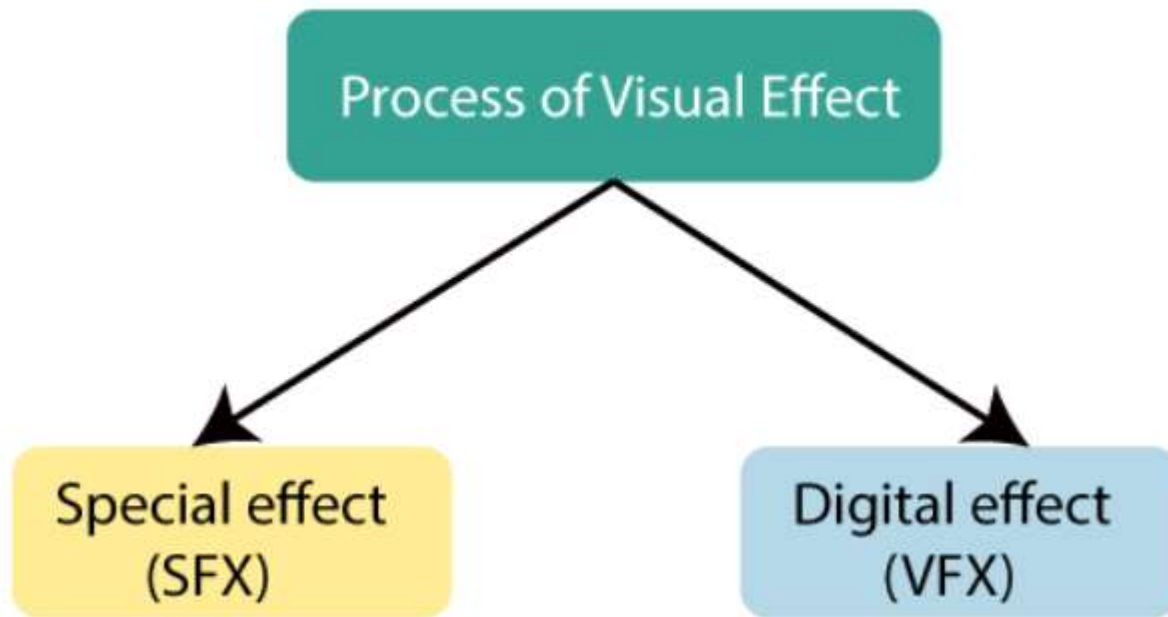 Process of Visual Effect
Special effect
(SFX)
Digital effect
(VFX)